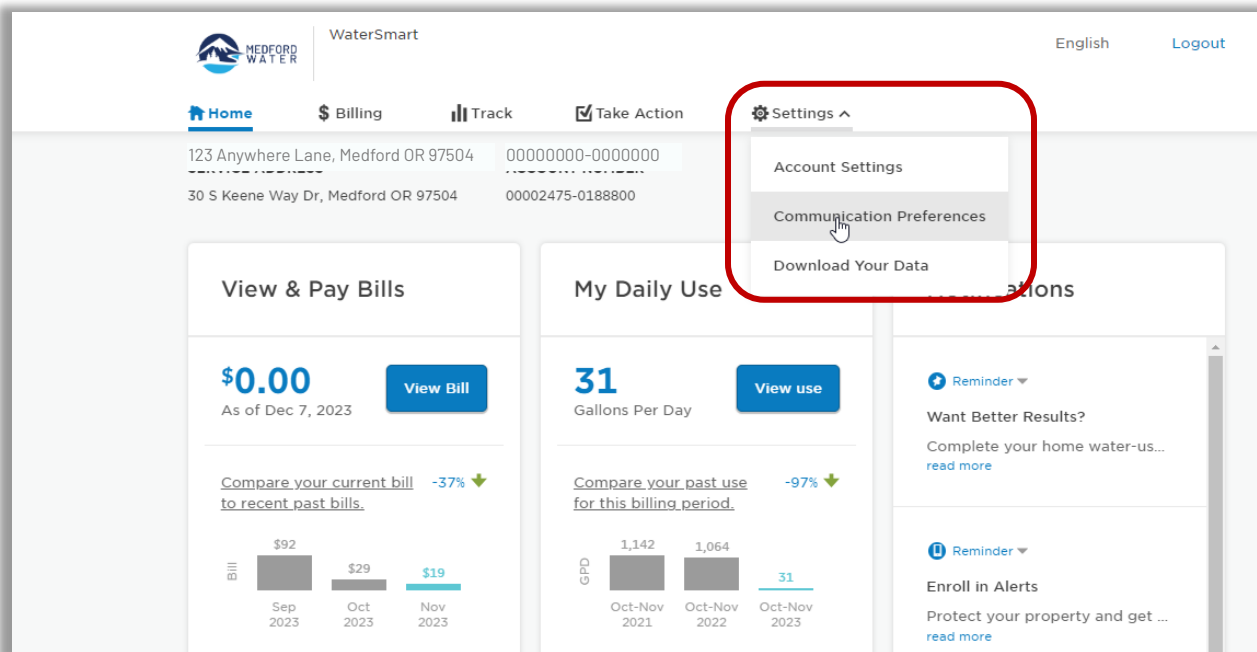 WaterSmart
MEDFORD
WATER
English
Logout
Home
$ Billing
Track
Take Action
Settings
123 Anywhere Lane, Medford OR 97504
00000000-0000000
30 S Keene Way Dr, Medford OR 97504
00002475-0188800
Account Settings
Communication Preferences
Download Your Data
View & Pay Bills
$0.00
As of Dec 7, 2023
View Bill
Compare your current bill
to recent past bills.
-37%
Bill
$92
$29
$19
Sep
2023
Oct
2023
Nov
2023
My Daily Use
31
Gallons Per Day
View use
Compare your past use
for this billing period.
-97%
GPD
1,142
1,064
31
Oct-Nov
2021
Oct-Nov
2022
Oct-Nov
2023
Reminder
Want Better Results?
Complete your home water-us...
read more
Reminder
Enroll in Alerts
Protect your property and get ...
read more